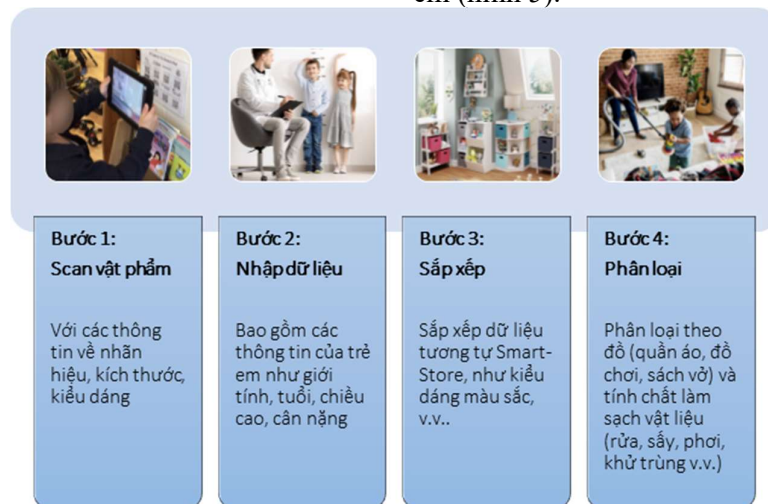 em (hình 5).
Bước 1:
Scan vật phẩm
Với các thông
tin về nhãn
hiệu, kích thước,
kiểu dáng
Bước 2:
Nhập dữ liệu
Bao gồm các
thông tin của trẻ
em như giới
tính, tuổi, chiều
cao, cân nặng
Bước 3:
Sắp xếp
Sắp xếp dữ liệu
tương tự Smart-
Store, như kiểu
dáng màu sắc,
v.v..
Bước 4:
Phân loại
Phân loại theo
đồ (quần áo, đồ
chơi, sách vở) và
tính chất làm
sạch vật liệu
(rửa, sấy, phơi,
khử trùng v.v.)